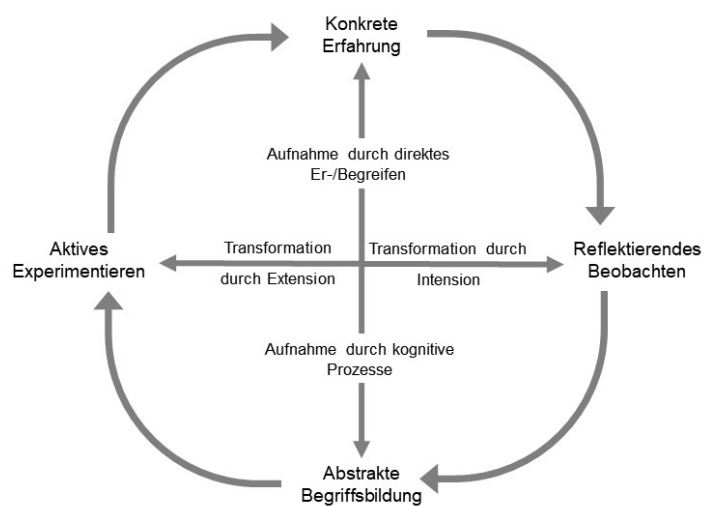 Konkrete
Erfahrung
Aufnahme durch direktes
Er-/Begreifen
Aktives
Experimentieren
Transformation
durch Extension
Transformation durch
Intension
Reflektierendes
Beobachten
Aufnahme durch kognitive
Prozesse
Abstrakte
Begriffsbildung